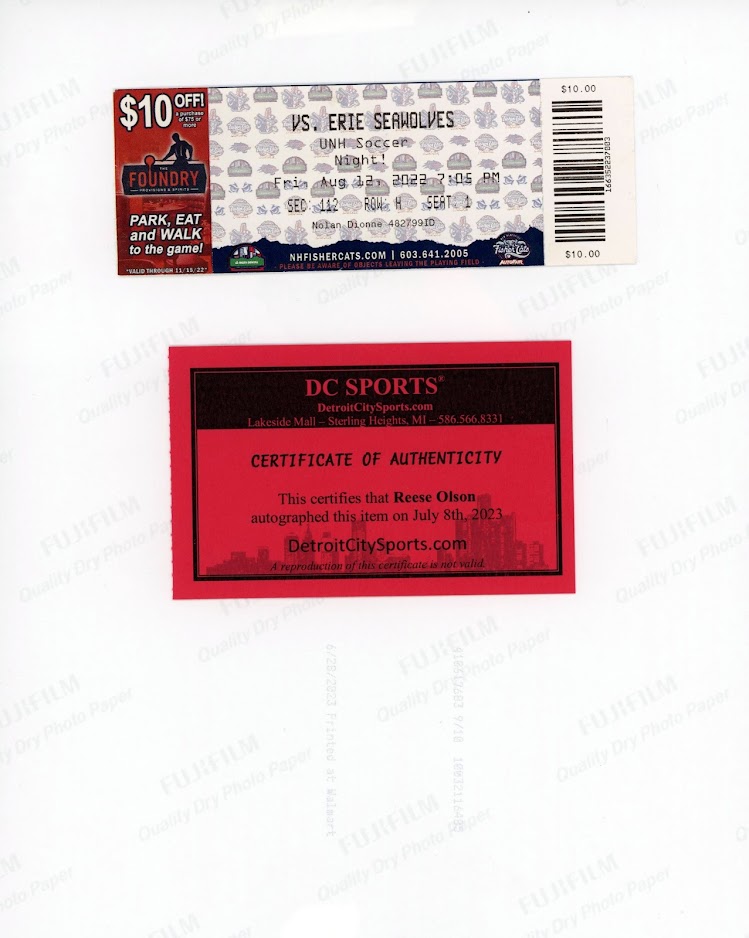 $10 OFF!
a purchase
of $75 or
more
THE
FOUNDRY
PROVISIONS & SPIRITS
PARK, EAT
and WALK
to the game!
*VALID THROUGH 11/15/22*
VS. ERIE SEAWOLVES
UNH Soccer
Night!
Fri, Aug 12, 2022 7:05 PM
SEC 112 ROW H SEAT 1
Nolan Dionne 482799ID
NHFISHERCATS.COM | 603.641.2005
PLEASE BE AWARE OF OBJECTS LEAVING THE PLAYING FIELD
Fisher Cats
$10.00
166352237003
$10.00
DC SPORTS®
DetroitCitySports.com
Lakeside Mall – Sterling Heights, MI – 586.566.8331
CERTIFICATE OF AUTHENTICITY
This certifies that Reese Olson
autographed this item on July 8th, 2023
DetroitCitySports.com
A reproduction of this certificate is not valid.
FUJIFILM
Quality Dry Photo Paper
6/28/2023 Printed at Walmart